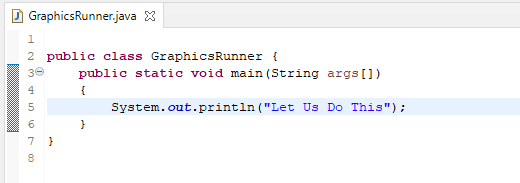 GraphicsRunner.java
1
2 public class GraphicsRunner {
3     public static void main(String args[])
4     {
5         System.out.println("Let Us Do This");
6     }
7 }
8